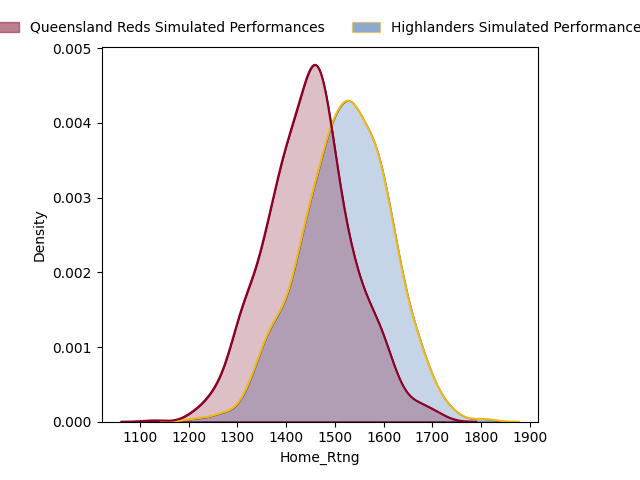 Queensland Reds Simulated Performances Highlanders Simulated Performance
0.005
0.004
0.003
0.002
0.001
0.000
Density
1100 1200 1300 1400 1500 1600 1700 1800 1900
Home_Rtng